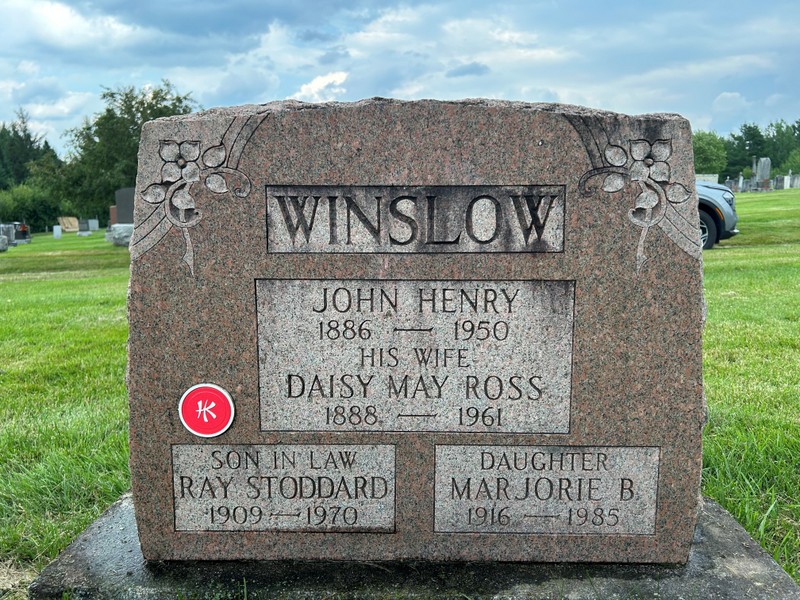 WINSLOW
JOHN HENRY
1886 — 1950
HIS WIFE
DAISY MAY ROSS
1888 — 1961
SON IN LAW
RAY STODDARD
1909 — 1970
DAUGHTER
MARJORIE B.
1916 — 1985
HK